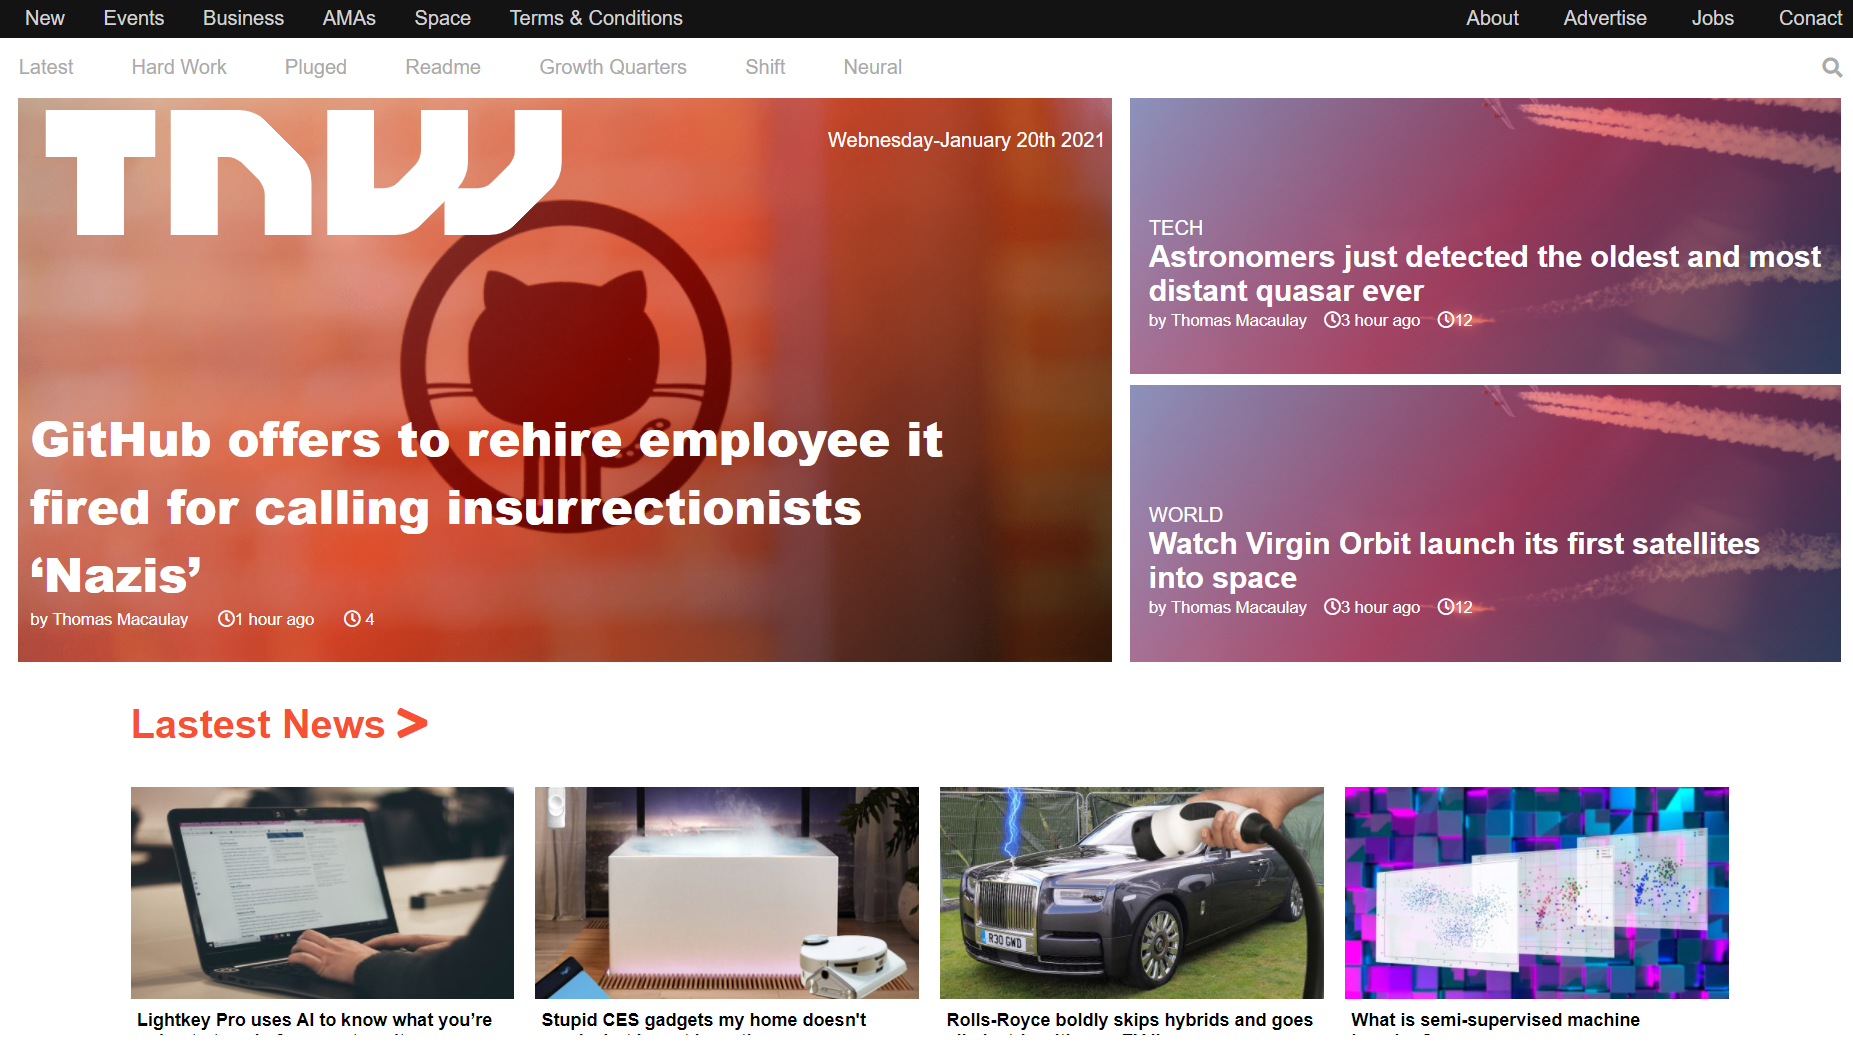 New Events Business AMAs Space Terms & Conditions About Advertise Jobs Conact
Latest Hard Work Pluged Readme Growth Quarters Shift Neural
TNW
Webnesday-January 20th 2021
GitHub offers to rehire employee it
fired for calling insurrectionists
‘Nazis’
by Thomas Macaulay 1 hour ago 4
TECH
Astronomers just detected the oldest and most
distant quasar ever
by Thomas Macaulay 3 hour ago 12
WORLD
Watch Virgin Orbit launch its first satellites
into space
by Thomas Macaulay 3 hour ago 12
Lastest News >
R30 GWD
Lightkey Pro uses AI to know what you’re
Stupid CES gadgets my home doesn't
Rolls-Royce boldly skips hybrids and goes
What is semi-supervised machine